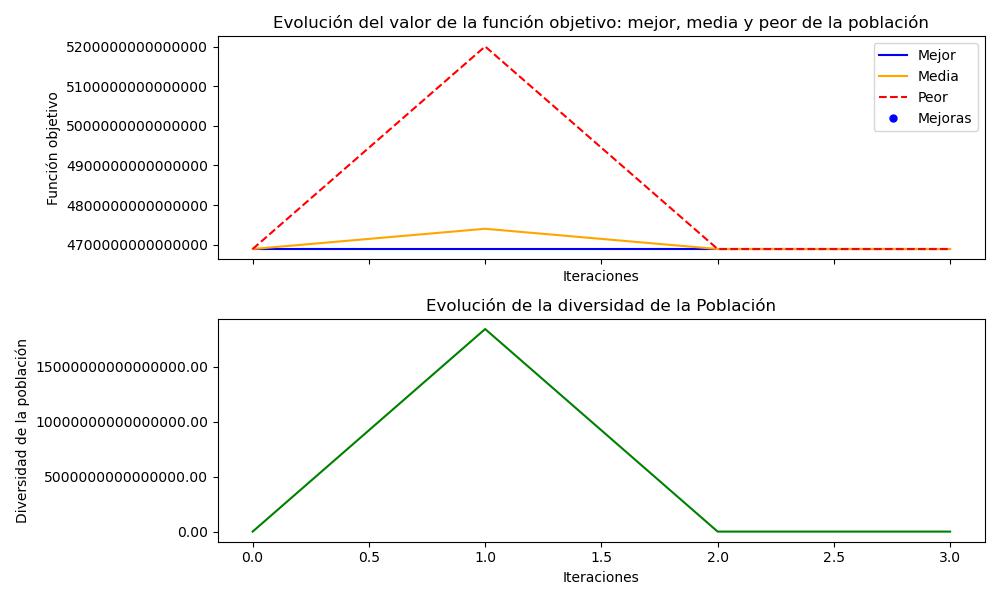 Evolución del valor de la función objetivo: mejor, media y peor de la población
Función objetivo
5200000000000000
5100000000000000
5000000000000000
4900000000000000
4800000000000000
4700000000000000
Mejor
Media
Peor
Mejoras
Iteraciones
Evolución de la diversidad de la Población
Diversidad de la población
15000000000000000.00
10000000000000000.00
5000000000000000.00
0.00
0.0 0.5 1.0 1.5 2.0 2.5 3.0
Iteraciones